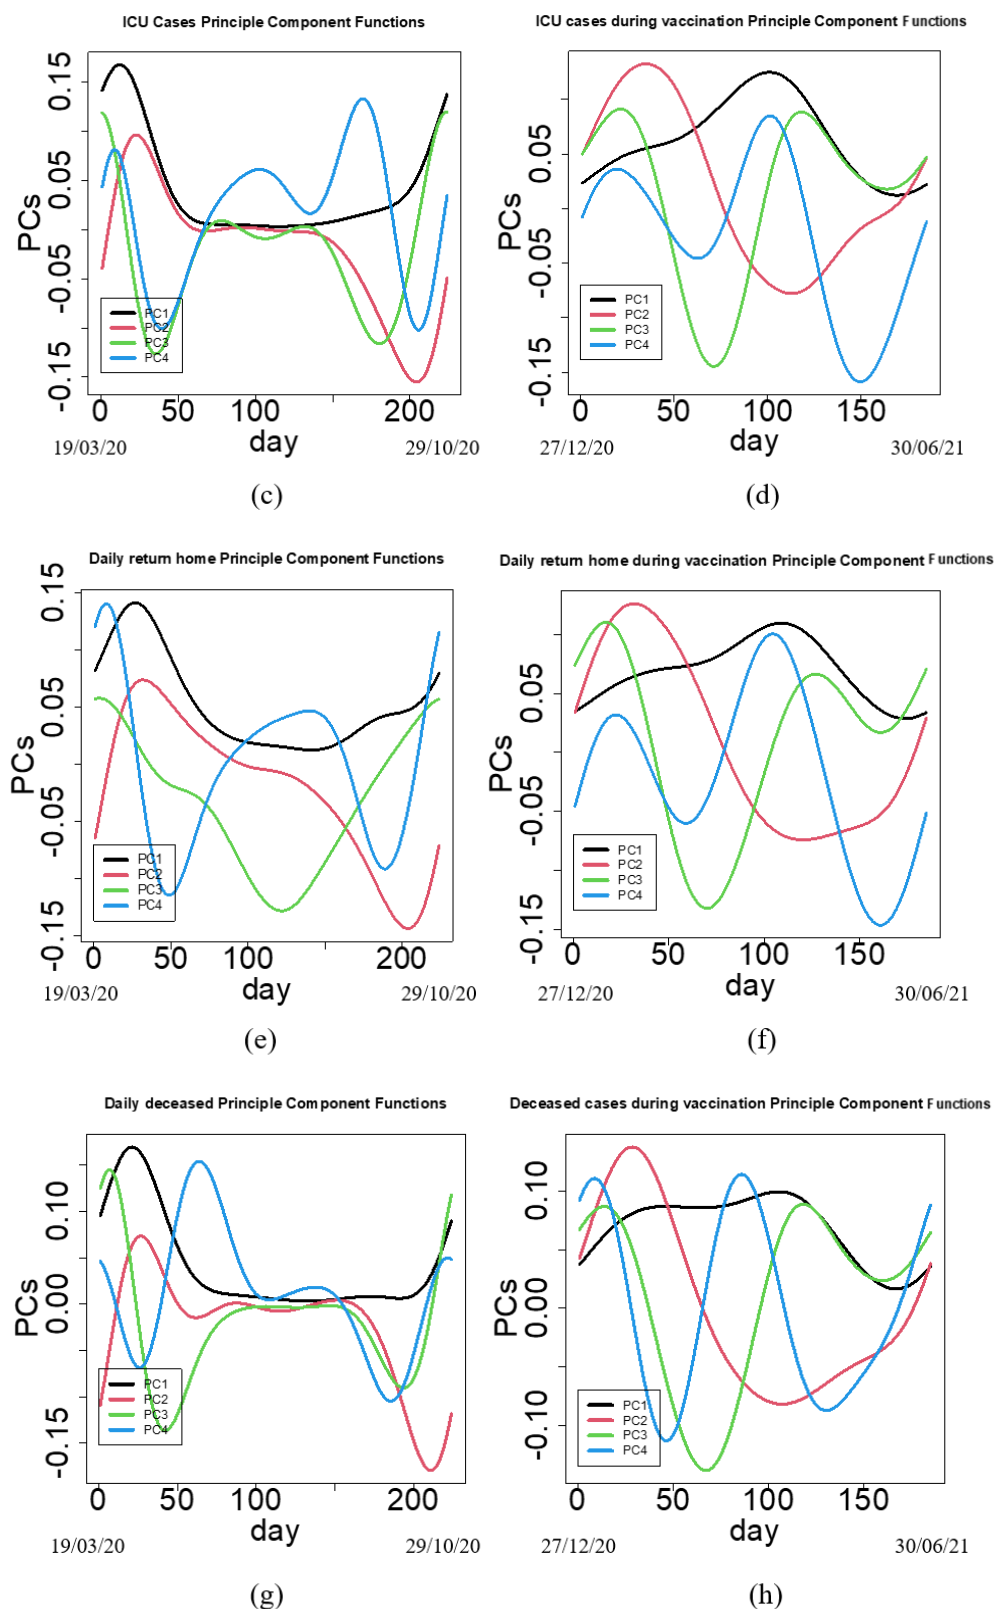 ICU Cases Principle Component Functions
PCs
0.15
0.05
-0.05
-0.15
PC1
PC2
PC3
PC4
0 50 100 200
day
19/03/20 29/10/20
(c)
ICU cases during vaccination Principle Component Functions
PCs
0.05
-0.05
-0.15
PC1
PC2
PC3
PC4
0 50 100 150
day
27/12/20 30/06/21
(d)
Daily return home Principle Component Functions
PCs
0.15
0.05
-0.05
-0.15
PC1
PC2
PC3
PC4
0 50 100 200
day
19/03/20 29/10/20
(e)
Daily return home during vaccination Principle Component Functions
PCs
0.05
-0.05
-0.15
PC1
PC2
PC3
PC4
0 50 100 150
day
27/12/20 30/06/21
(f)
Daily deceased Principle Component Functions
PCs
0.10
0.00
-0.15
PC1
PC2
PC3
PC4
0 50 100 200
day
19/03/20 29/10/20
(g)
Deceased cases during vaccination Principle Component Functions
PCs
0.10
0.00
-0.10
PC1
PC2
PC3
PC4
0 50 100 150
day
27/12/20 30/06/21
(h)